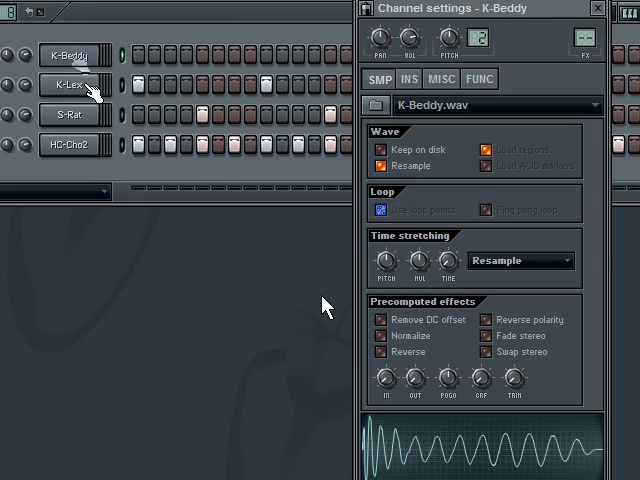 8
Channel settings - K-Beddy
PAN VOL PITCH 2 -- FX
K-Beddy
K-Lex
S-Rat
HC-Cho2
SMP INS MISC FUNC
K-Beddy.wav
Wave
Keep on disk Load regions
Resample Load ACID markers
Loop
Use loop points Ping pong loop
Time stretching
PITCH MUL TIME Resample
Precomputed effects
Remove DC offset Reverse polarity
Normalize Fade stereo
Reverse Swap stereo
IN OUT POGO CRF TRIM